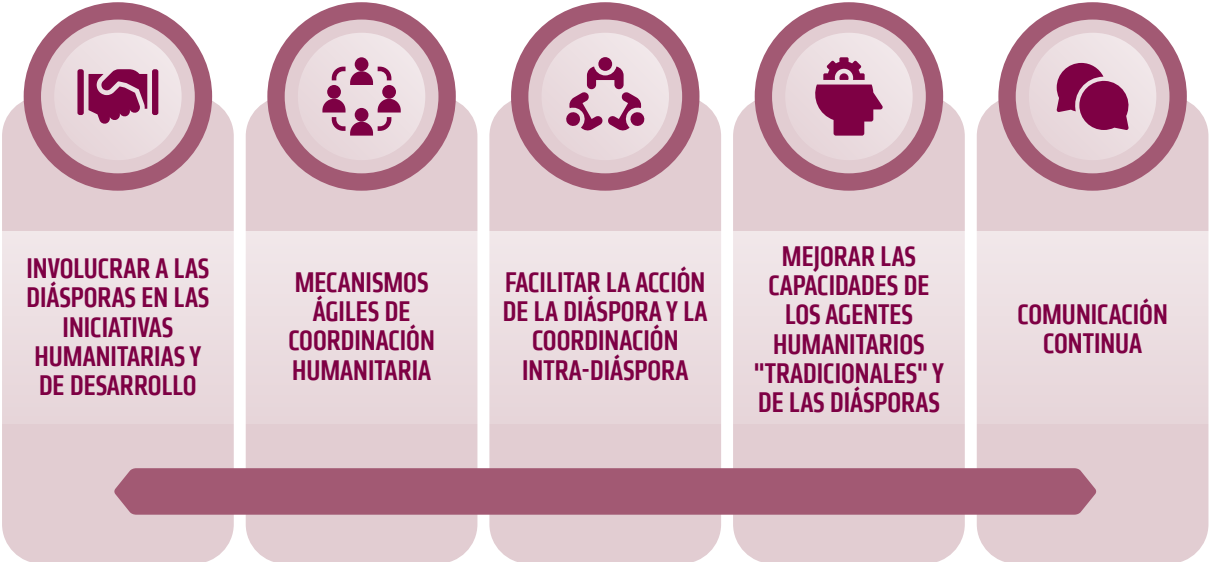 INVOLUCRAR A LAS
DIÁSPORAS EN LAS
INICIATIVAS
HUMANITARIAS Y
DE DESARROLLO
MECANISMOS
ÁGILES DE
COORDINACIÓN
HUMANITARIA
FACILITAR LA ACCIÓN
DE LA DIÁSPORA Y LA
COORDINACIÓN
INTRA-DIÁSPORA
MEJORAR LAS
CAPACIDADES DE
LOS AGENTES
HUMANITARIOS
"TRADICIONALES" Y
DE LAS DIÁSPORAS
COMUNICACIÓN
CONTINUA